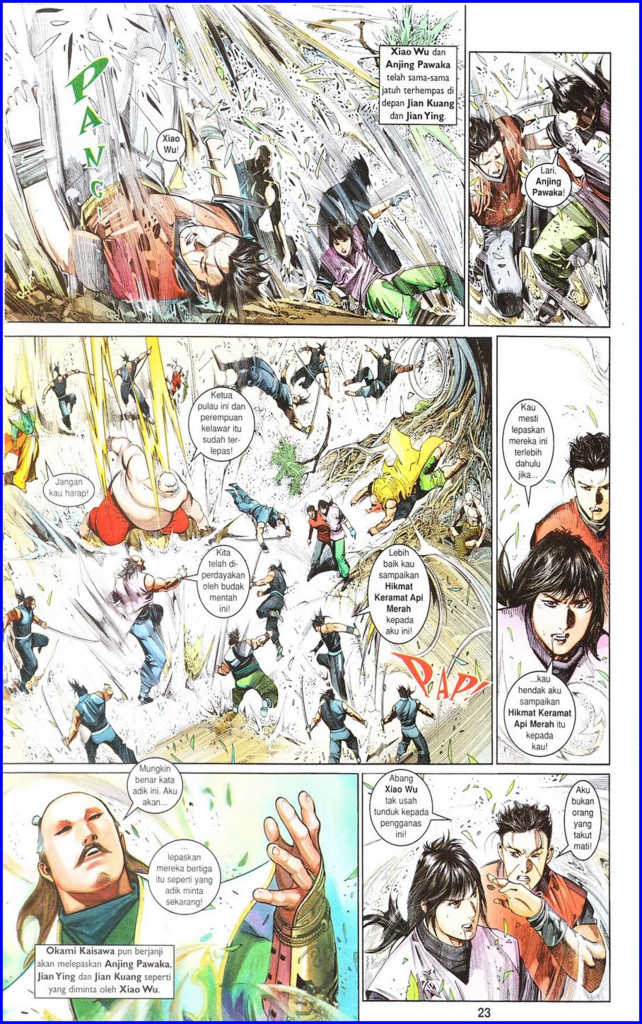 PANG!
Xiao Wu dan
Anjing Pawaka
telah sama-sama
jatuh terhempas di
depan Jian Kuang
dan Jian Ying.
Xiao
Wu!
Lari,
Anjing
Pawaka!
Ketua
pulau ini dan
perempuan
kelawar itu
sudah ter-
lepas!
Jangan
kau harap!
Kita
telah di-
perdayakan
oleh budak
mentah
ini!
Lebih
baik kau
sampaikan
Hikmat
Keramat Api
Merah
kepada
aku ini!
PAP!
Kau
mesti
lepaskan
mereka ini
terlebih
dahulu
jika...
...kau
hendak aku
sampaikan
Hikmat Keramat
Api Merah itu
kepada
kau!
Mungkin
benar kata
adik ini. Aku
akan...
lepaskan
mereka bertiga
itu seperti yang
adik minta
sekarang!
Okami Kaisawa pun berjanji
akan melepaskan Anjing Pawaka,
Jian Ying dan Jian Kuang seperti
yang diminta oleh Xiao Wu.
Abang
Xiao Wu
tak usah
tunduk kepada
pengganas
ini!
Aku
bukan
orang
yang
takut
mati!
23